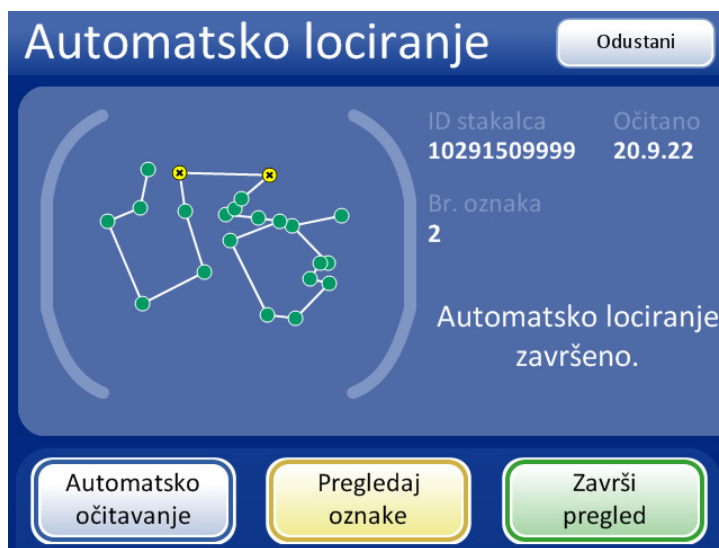 Automatsko lociranje
Odustani
ID stakalca
Očitano
10291509999
20.9.22
Br. oznaka
2
Automatsko lociranje
završeno.
Automatsko
očitavanje
Pregledaj
oznake
Završi
pregled